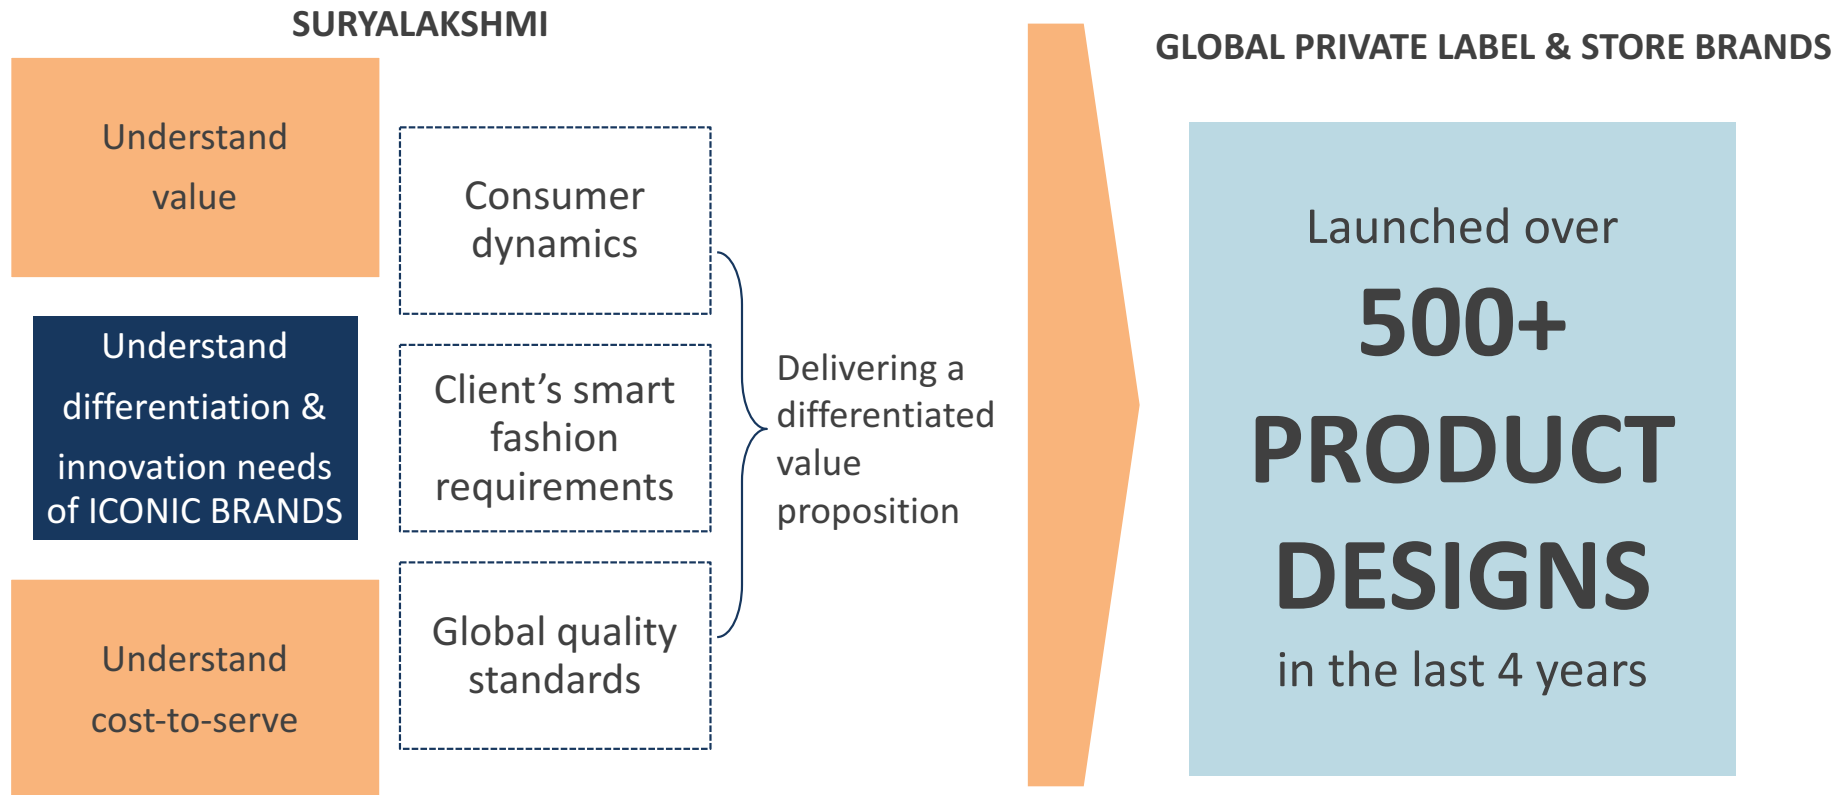 SURYALAKSHMI
Understand
value
Understand
differentiation &
innovation needs
of ICONIC BRANDS
Understand
cost-to-serve
Consumer
dynamics
Client’s smart
fashion
requirements
Global quality
standards
Delivering a
differentiated
value
proposition
GLOBAL PRIVATE LABEL & STORE BRANDS
Launched over
500+
PRODUCT
DESIGNS
in the last 4 years